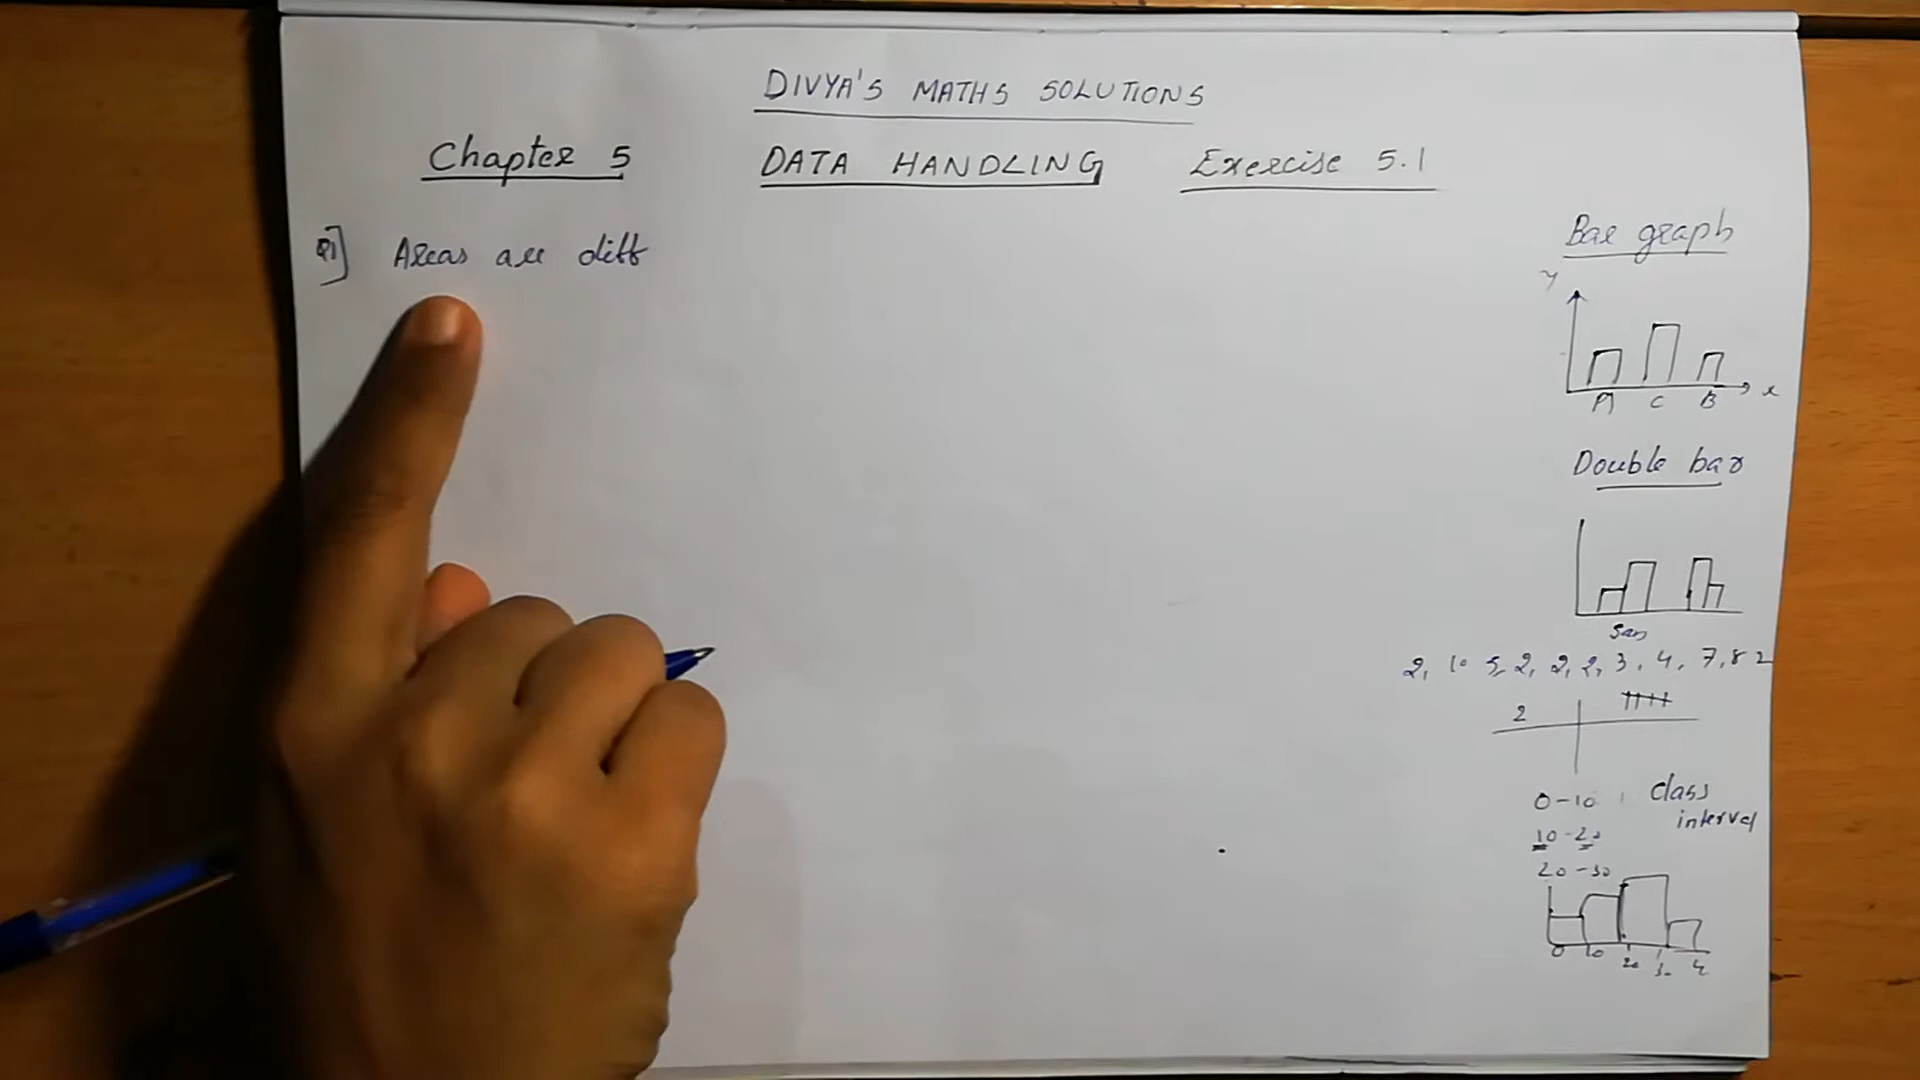 DIVYA'S MATHS SOLUTIONS
Chapter 5 DATA HANDLING Exercise 5.1
Q1] Areas are diff
Bar graph
y
x
C B
Double bar
San
2, 10 5, 2, 2, 2, 3, 4, 7, 8 2
2
0-10 class
interval
10-20
20-30
0 10 20 30 4